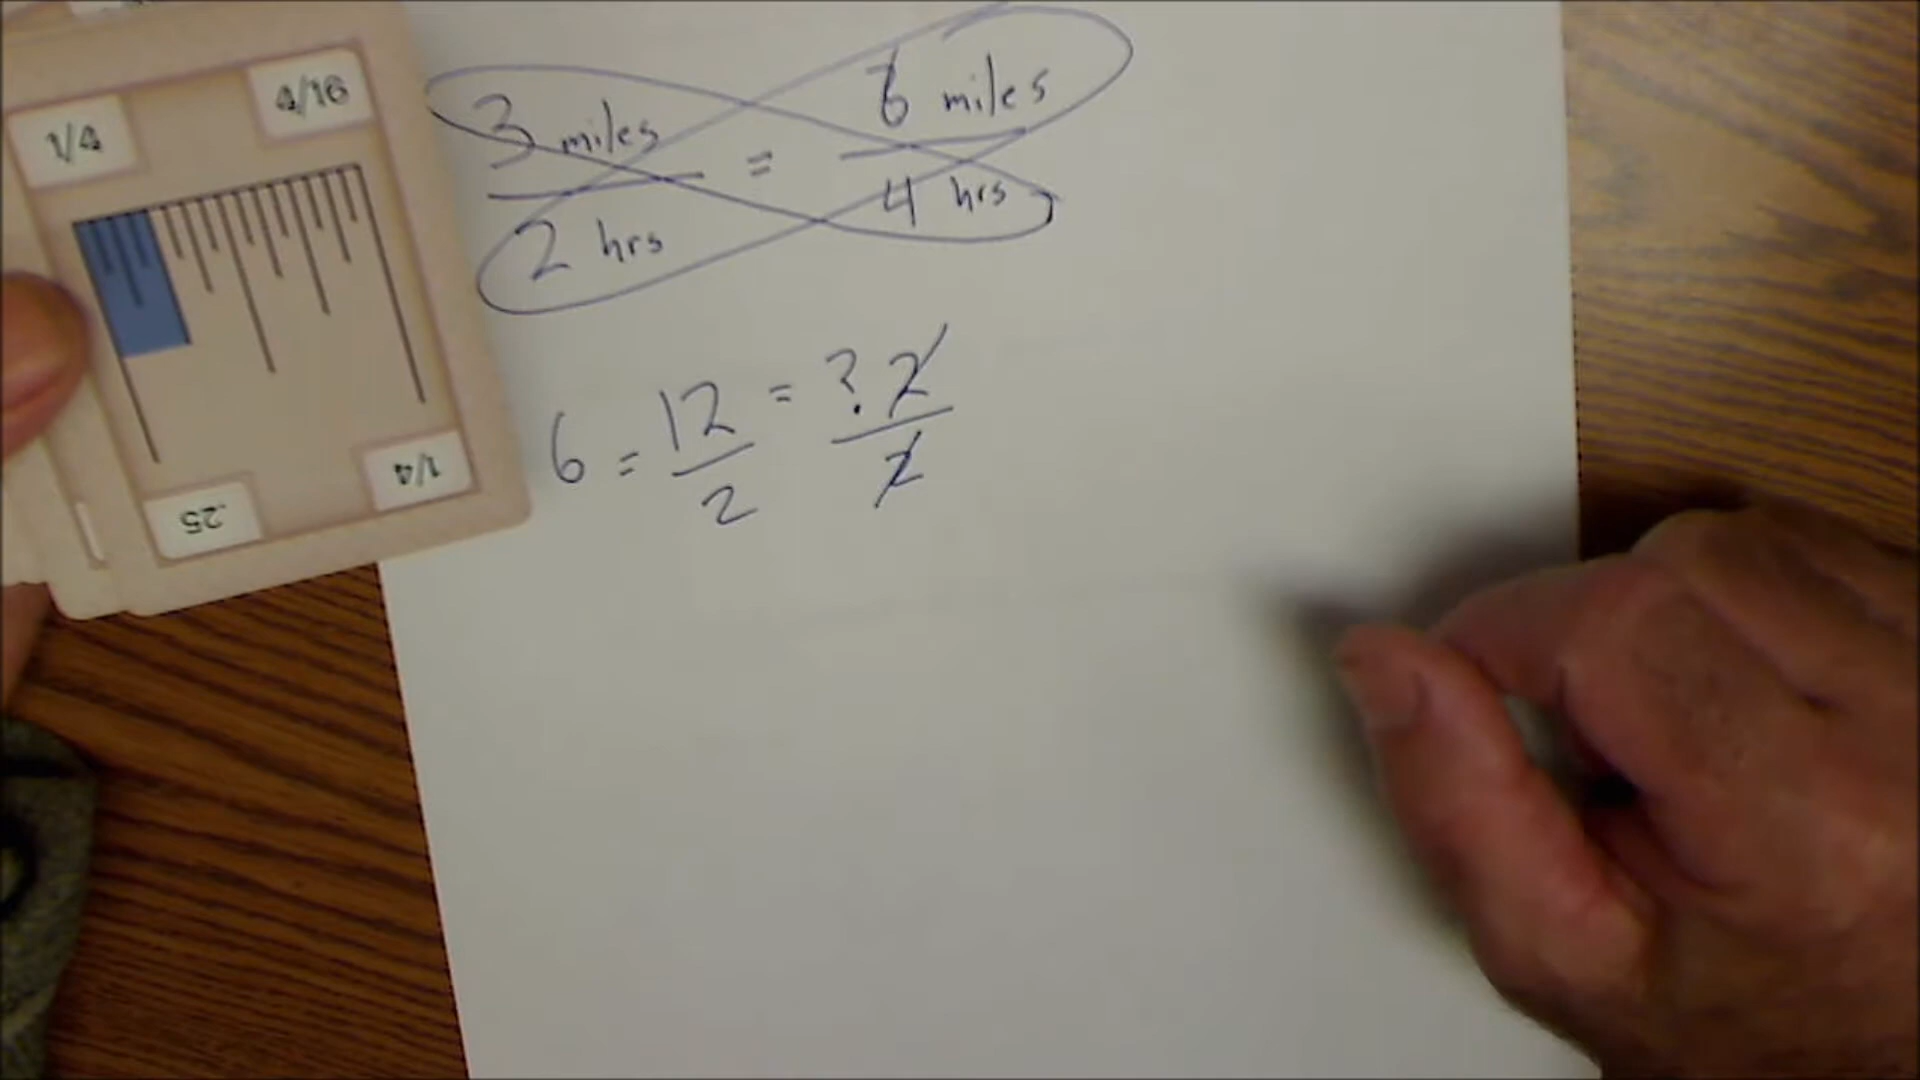 1/4 4/16
.25 1/4
3 miles = 6 miles
2 hrs 4 hrs
6 = 12 = ? 2
2 2